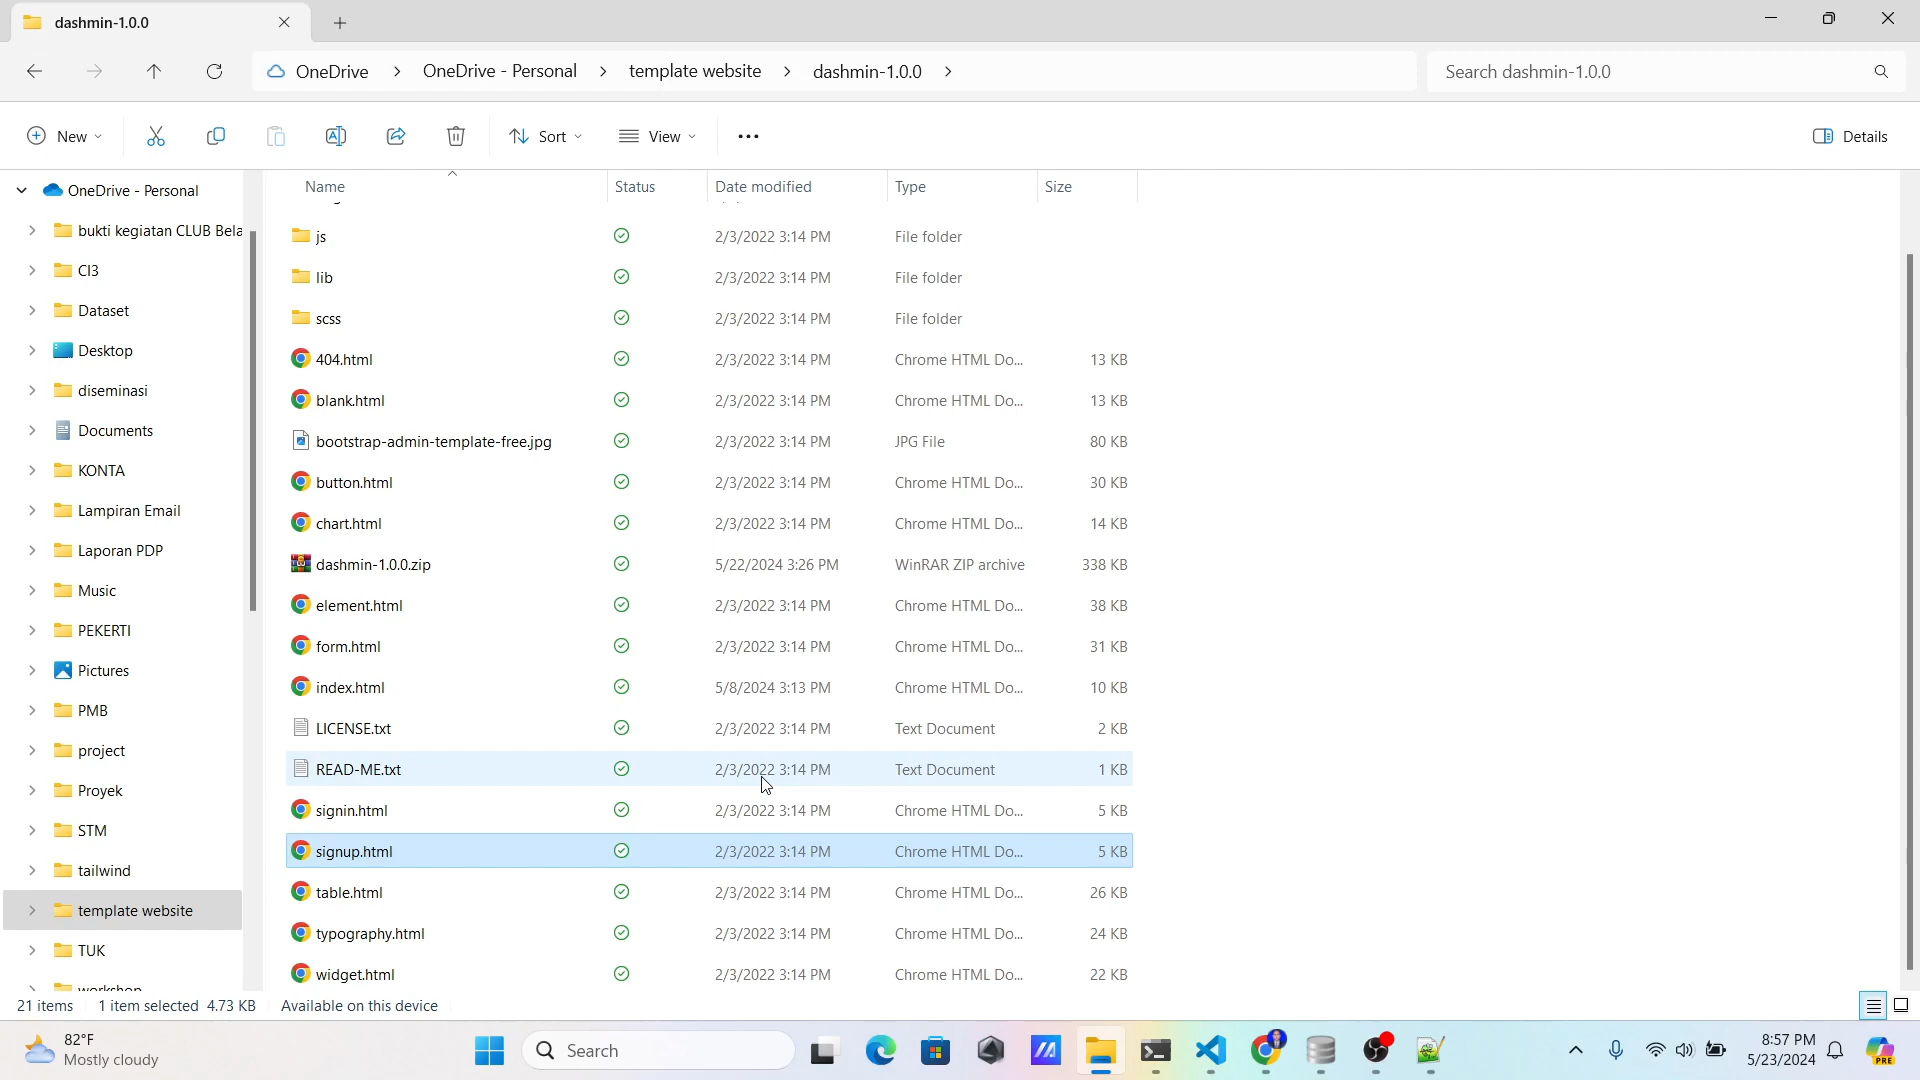 dashmin-1.0.0
OneDrive > OneDrive - Personal > template website > dashmin-1.0.0 >
Search dashmin-1.0.0
New
Sort
View
Details
Name Status Date modified Type Size
OneDrive - Personal
bukti kegiatan CLUB Bela
CI3
Dataset
Desktop
diseminasi
Documents
KONTA
Lampiran Email
Laporan PDP
Music
PEKERTI
Pictures
PMB
project
Proyek
STM
tailwind
template website
TUK
workshop
js 2/3/2022 3:14 PM File folder
lib 2/3/2022 3:14 PM File folder
scss 2/3/2022 3:14 PM File folder
404.html 2/3/2022 3:14 PM Chrome HTML Do... 13 KB
blank.html 2/3/2022 3:14 PM Chrome HTML Do... 13 KB
bootstrap-admin-template-free.jpg 2/3/2022 3:14 PM JPG File 80 KB
button.html 2/3/2022 3:14 PM Chrome HTML Do... 30 KB
chart.html 2/3/2022 3:14 PM Chrome HTML Do... 14 KB
dashmin-1.0.0.zip 5/22/2024 3:26 PM WinRAR ZIP archive 338 KB
element.html 2/3/2022 3:14 PM Chrome HTML Do... 38 KB
form.html 2/3/2022 3:14 PM Chrome HTML Do... 31 KB
index.html 5/8/2024 3:13 PM Chrome HTML Do... 10 KB
LICENSE.txt 2/3/2022 3:14 PM Text Document 2 KB
READ-ME.txt 2/3/2022 3:14 PM Text Document 1 KB
signin.html 2/3/2022 3:14 PM Chrome HTML Do... 5 KB
signup.html 2/3/2022 3:14 PM Chrome HTML Do... 5 KB
table.html 2/3/2022 3:14 PM Chrome HTML Do... 26 KB
typography.html 2/3/2022 3:14 PM Chrome HTML Do... 24 KB
widget.html 2/3/2022 3:14 PM Chrome HTML Do... 22 KB
21 items 1 item selected 4.73 KB Available on this device
82°F
Mostly cloudy
Search
8:57 PM
5/23/2024
PRE